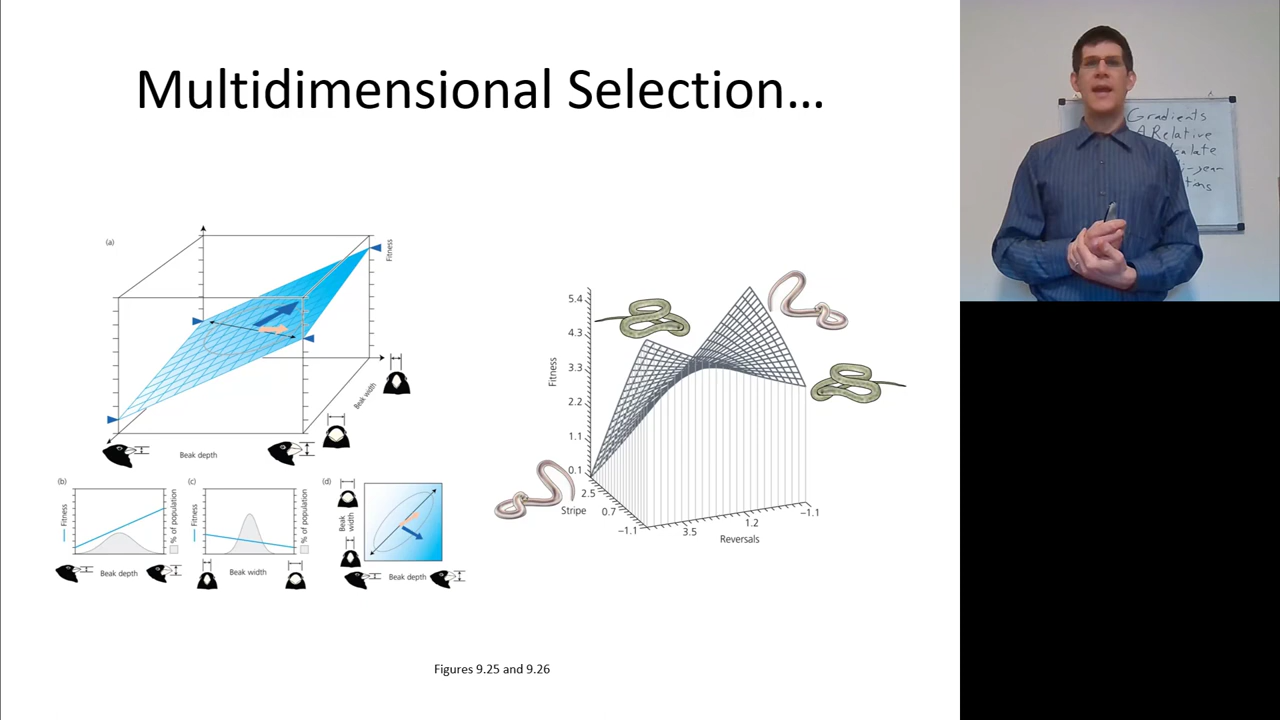 Multidimensional Selection…
(a)
Fitness
Beak width
Beak depth
(b)
Fitness
% of population
Beak depth
(c)
Fitness
% of population
Beak width
(d)
Beak width
Beak depth
5.4
4.3
3.3
2.2
1.1
0.1
Fitness
2.5
0.7
−1.1
Stripe
3.5
1.2
−1.1
Reversals
Figures 9.25 and 9.26
Gradients
Relative